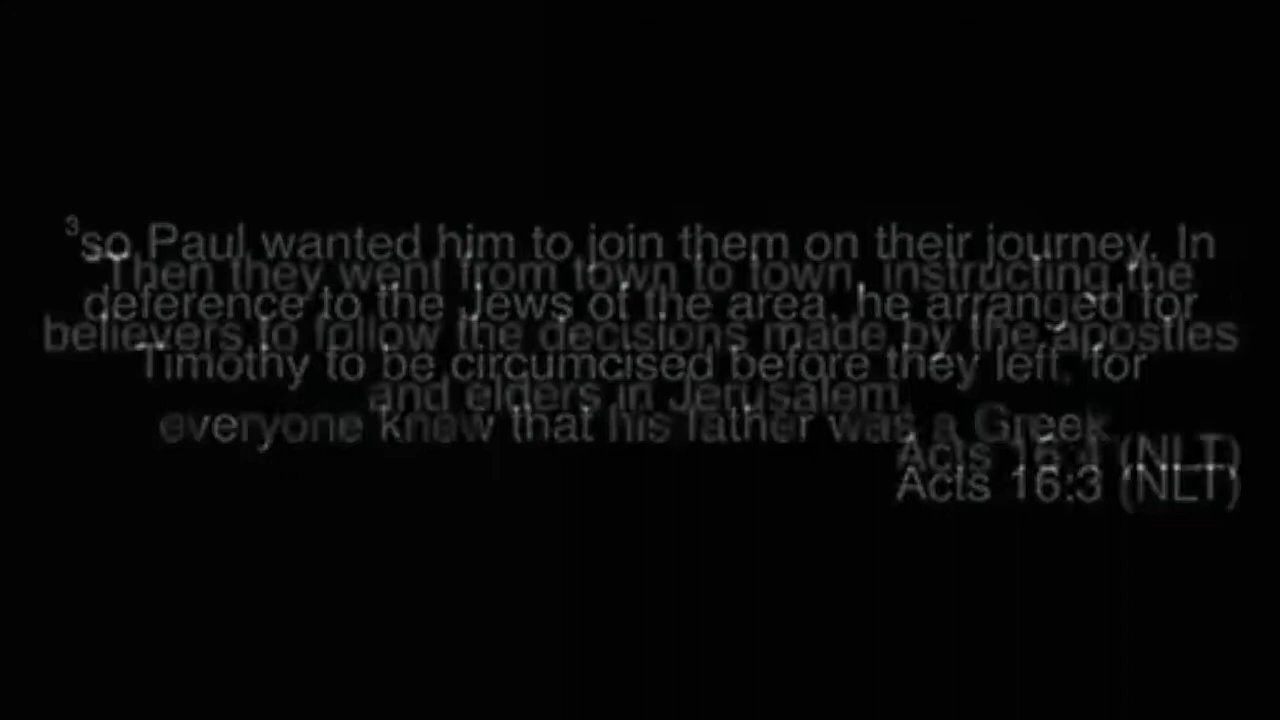 ³so Paul wanted him to join them on their journey. In
deference to the Jews of the area, he arranged for
Timothy to be circumcised before they left, for
everyone knew that his father was a Greek.
Acts 16:3 (NLT)
Then they went from town to town, instructing the
believers to follow the decisions made by the apostles
and elders in Jerusalem.
Acts 16:4 (NLT)